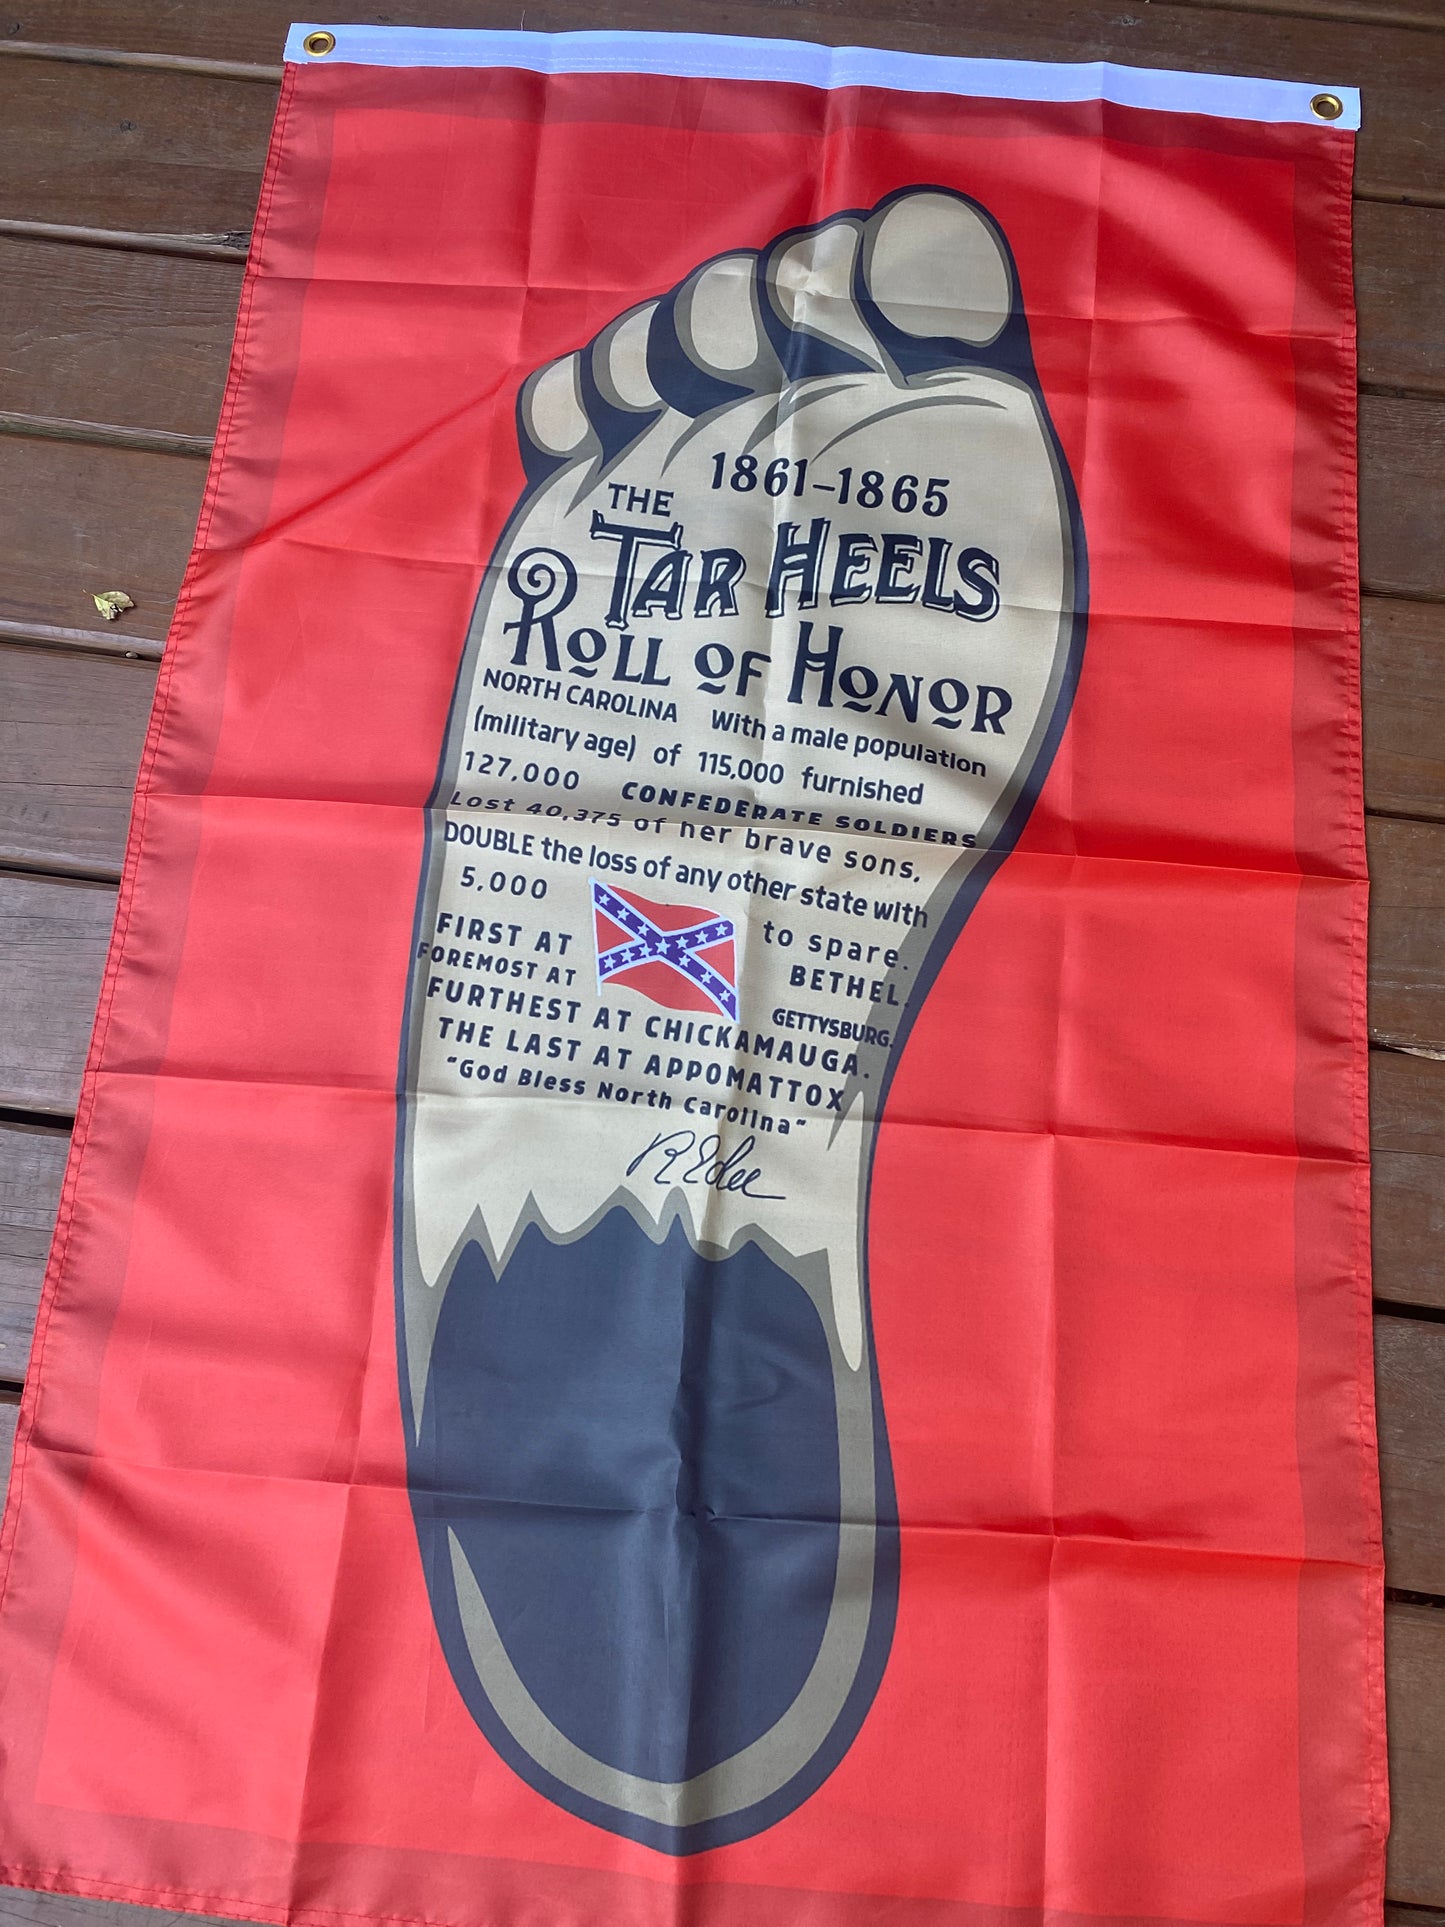 1861–1865
THE
TAR HEELS
ROLL OF HONOR
NORTH CAROLINA With a male population
(military age) of 115,000 furnished
127,000 CONFEDERATE SOLDIERS
Lost 40,375 of her brave sons,
DOUBLE the loss of any other state with
5,000 to spare.
FIRST AT BETHEL.
FOREMOST AT GETTYSBURG.
FURTHEST AT CHICKAMAUGA.
THE LAST AT APPOMATTOX
"God Bless North Carolina"
R E Lee